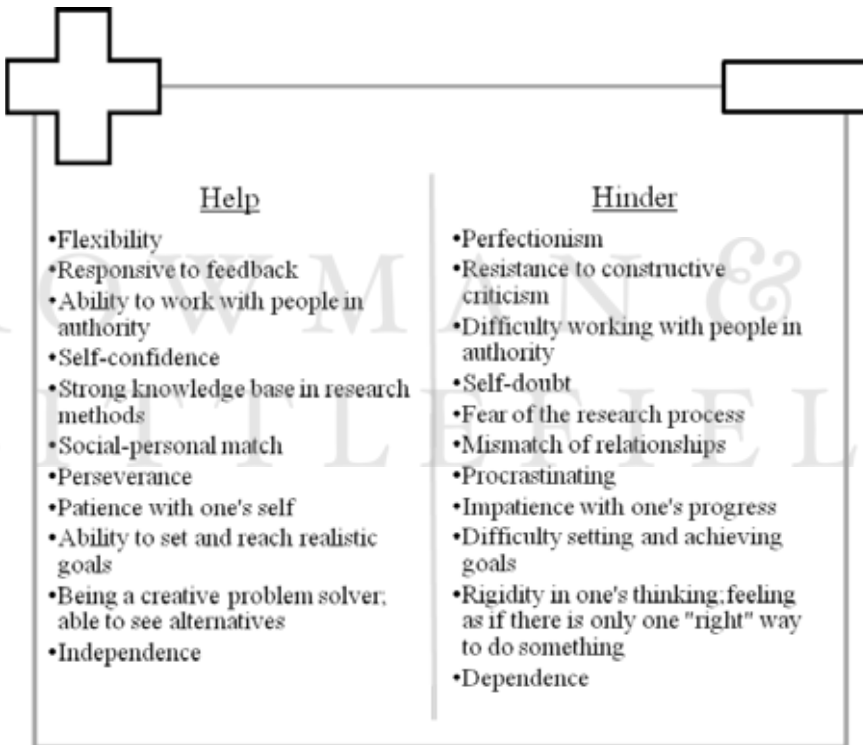 Help
•Flexibility
•Responsive to feedback
•Ability to work with people in
authority
•Self-confidence
•Strong knowledge base in research
methods
•Social-personal match
•Perseverance
•Patience with one's self
•Ability to set and reach realistic
goals
•Being a creative problem solver;
able to see alternatives
•Independence
Hinder
•Perfectionism
•Resistance to constructive
criticism
•Difficulty working with people in
authority
•Self-doubt
•Fear of the research process
•Mismatch of relationships
•Procrastinating
•Impatience with one's progress
•Difficulty setting and achieving
goals
•Rigidity in one's thinking;feeling
as if there is only one "right" way
to do something
•Dependence
OWMAN &
ITTLEFIEL